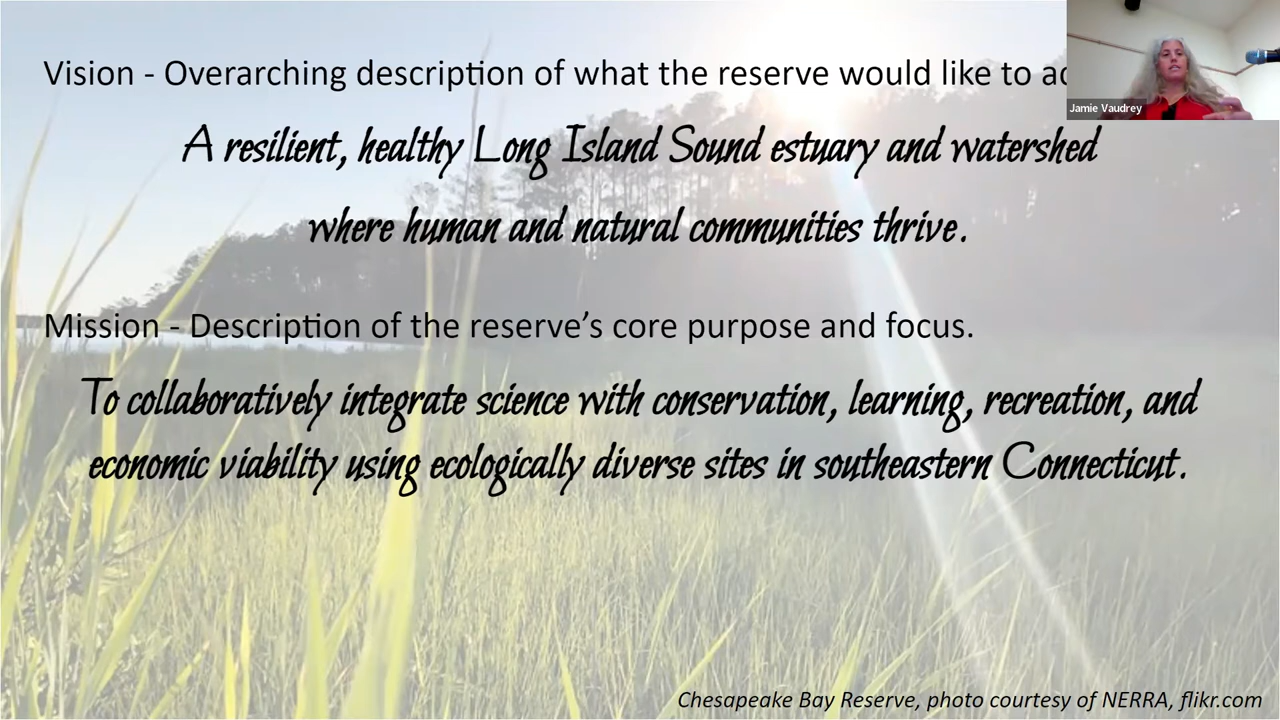 Vision - Overarching description of what the reserve would like to
Jamie Vaudrey
A resilient, healthy Long Island Sound estuary and watershed
where human and natural communities thrive.
Mission - Description of the reserve's core purpose and focus.
To collaboratively integrate science with conservation, learning, recreation, and
economic viability using ecologically diverse sites in southeastern Connecticut.
Chesapeake Bay Reserve, photo courtesy of NERRA, flikr.com